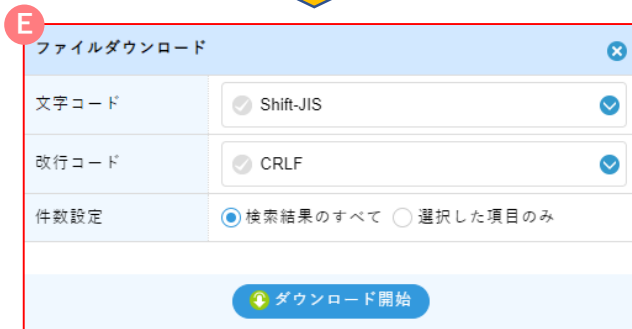 E
ファイルダウンロード
文字コード Shift-JIS
改行コード CRLF
件数設定 検索結果のすべて 選択した項目のみ
ダウンロード開始